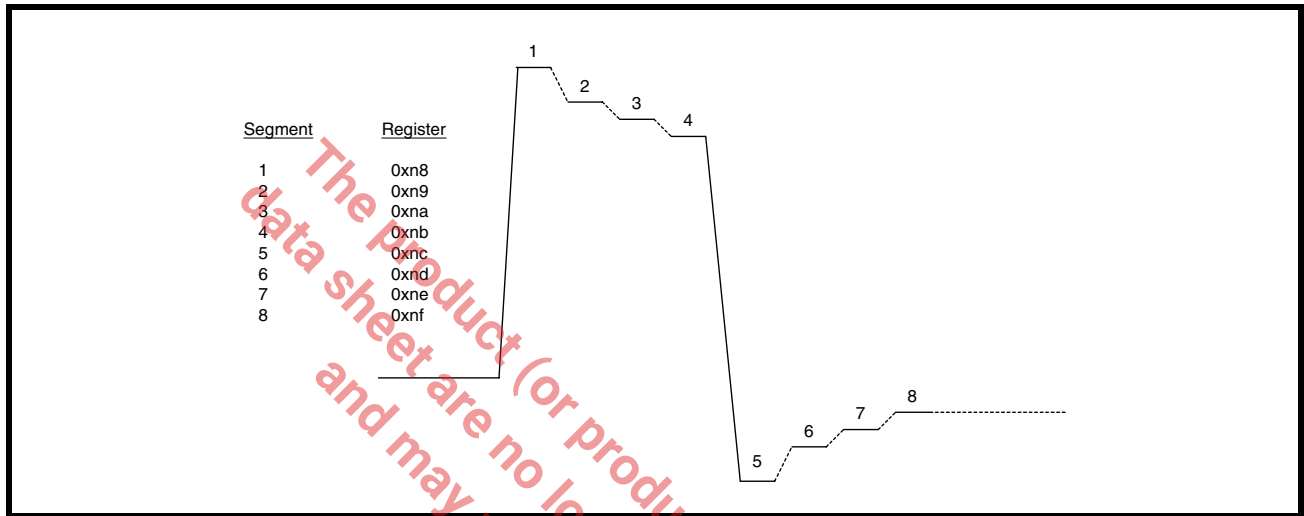 1
2
3
4
Segment Register
1 0xn8
2 0xn9
3 0xna
4 0xnb
5 0xnc
6 0xnd
7 0xne
8 0xnf
8
7
6
5
The product (or produ
data sheet are no lo
and may